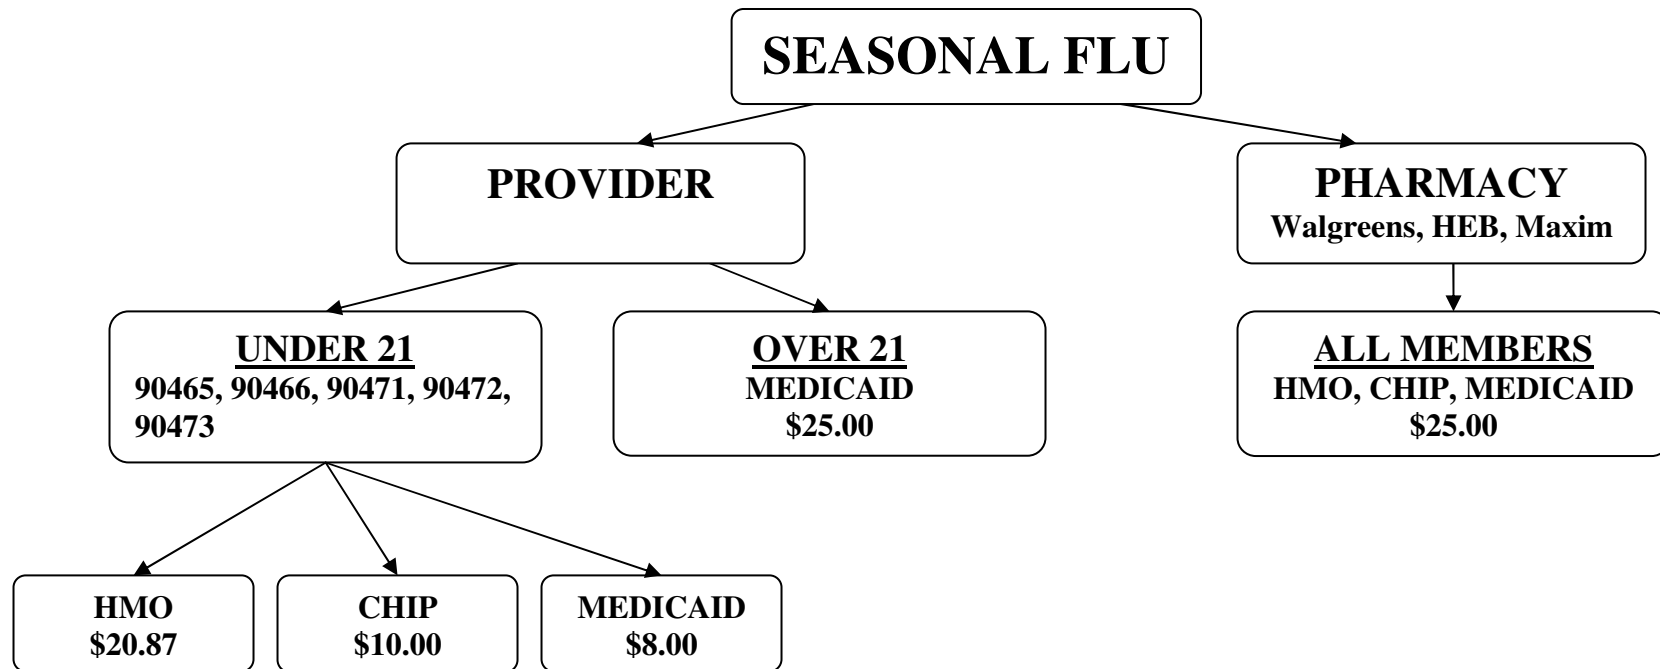 SEASONAL FLU
PROVIDER
PHARMACY
Walgreens, HEB, Maxim
UNDER 21
90465, 90466, 90471, 90472,
90473
OVER 21
MEDICAID
$25.00
ALL MEMBERS
HMO, CHIP, MEDICAID
$25.00
HMO
$20.87
CHIP
$10.00
MEDICAID
$8.00